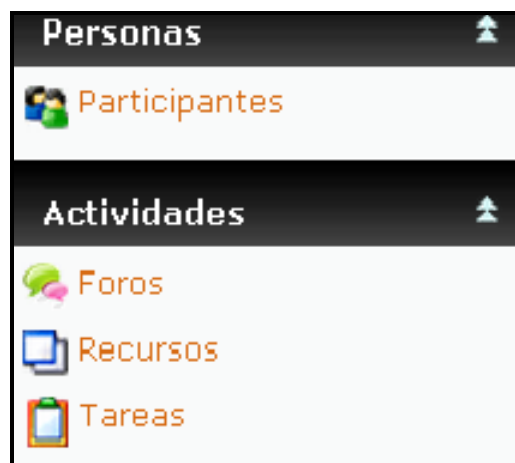 Personas
Participantes
Actividades
Foros
Recursos
Tareas